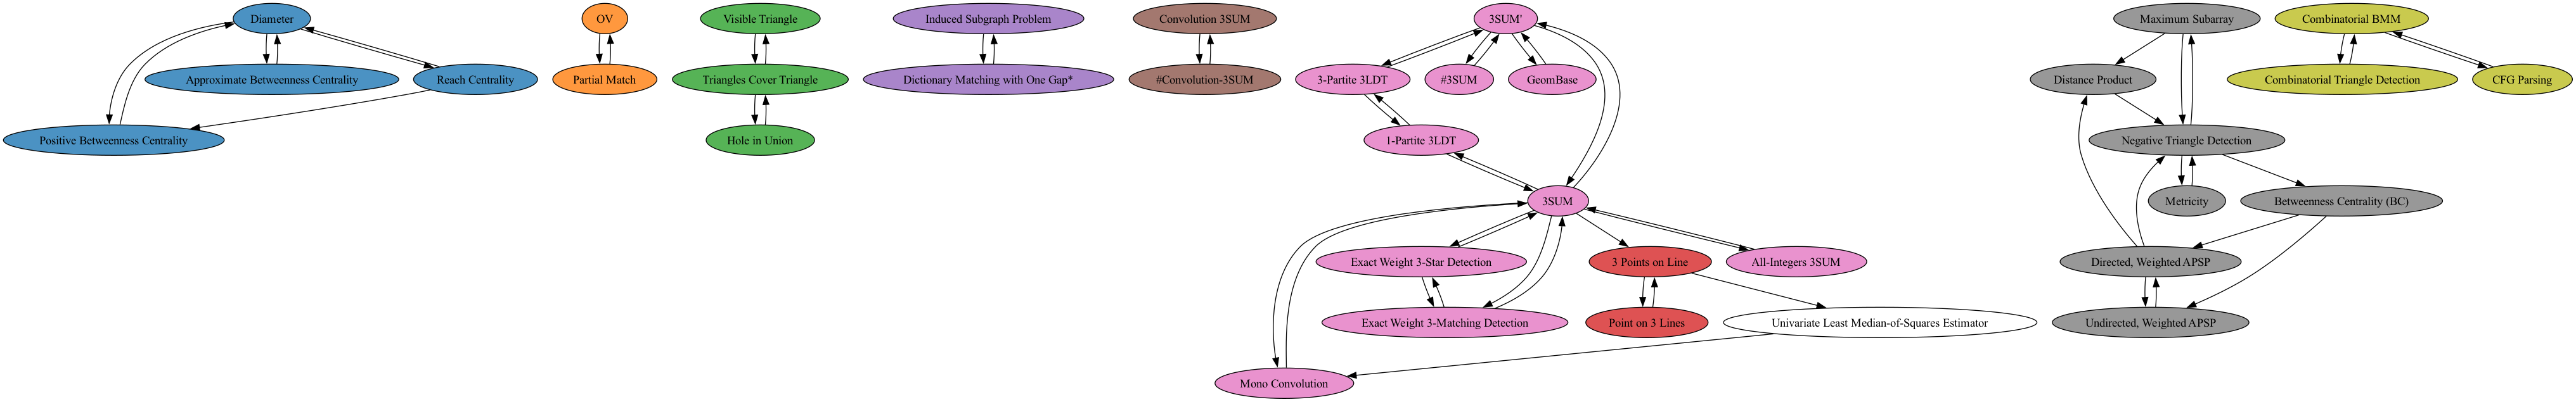 Diameter
OV
Visible Triangle
Induced Subgraph Problem
Convolution 3SUM
3SUM'
Maximum Subarray
Combinatorial BMM
Approximate Betweenness Centrality
Reach Centrality
Partial Match
Triangles Cover Triangle
Dictionary Matching with One Gap*
#Convolution-3SUM
3-Partite 3LDT
#3SUM
GeomBase
Distance Product
Combinatorial Triangle Detection
CFG Parsing
Positive Betweenness Centrality
Hole in Union
1-Partite 3LDT
Negative Triangle Detection
3SUM
Metricity
Betweenness Centrality (BC)
Exact Weight 3-Star Detection
3 Points on Line
All-Integers 3SUM
Directed, Weighted APSP
Exact Weight 3-Matching Detection
Point on 3 Lines
Univariate Least Median-of-Squares Estimator
Undirected, Weighted APSP
Mono Convolution